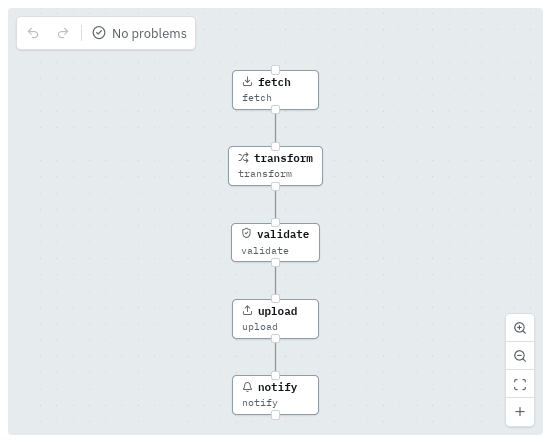 No problems
fetch
fetch
transform
transform
validate
validate
upload
upload
notify
notify